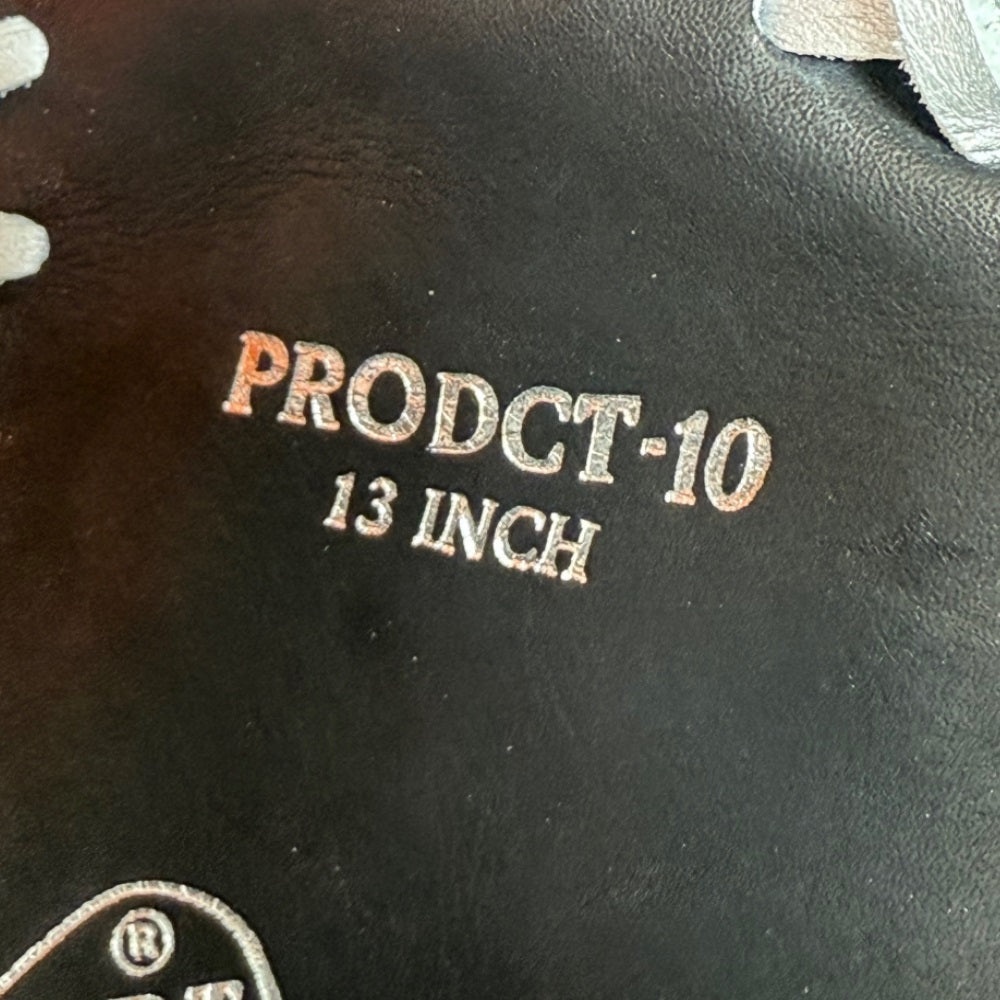 PRODCT-10
13 INCH
®